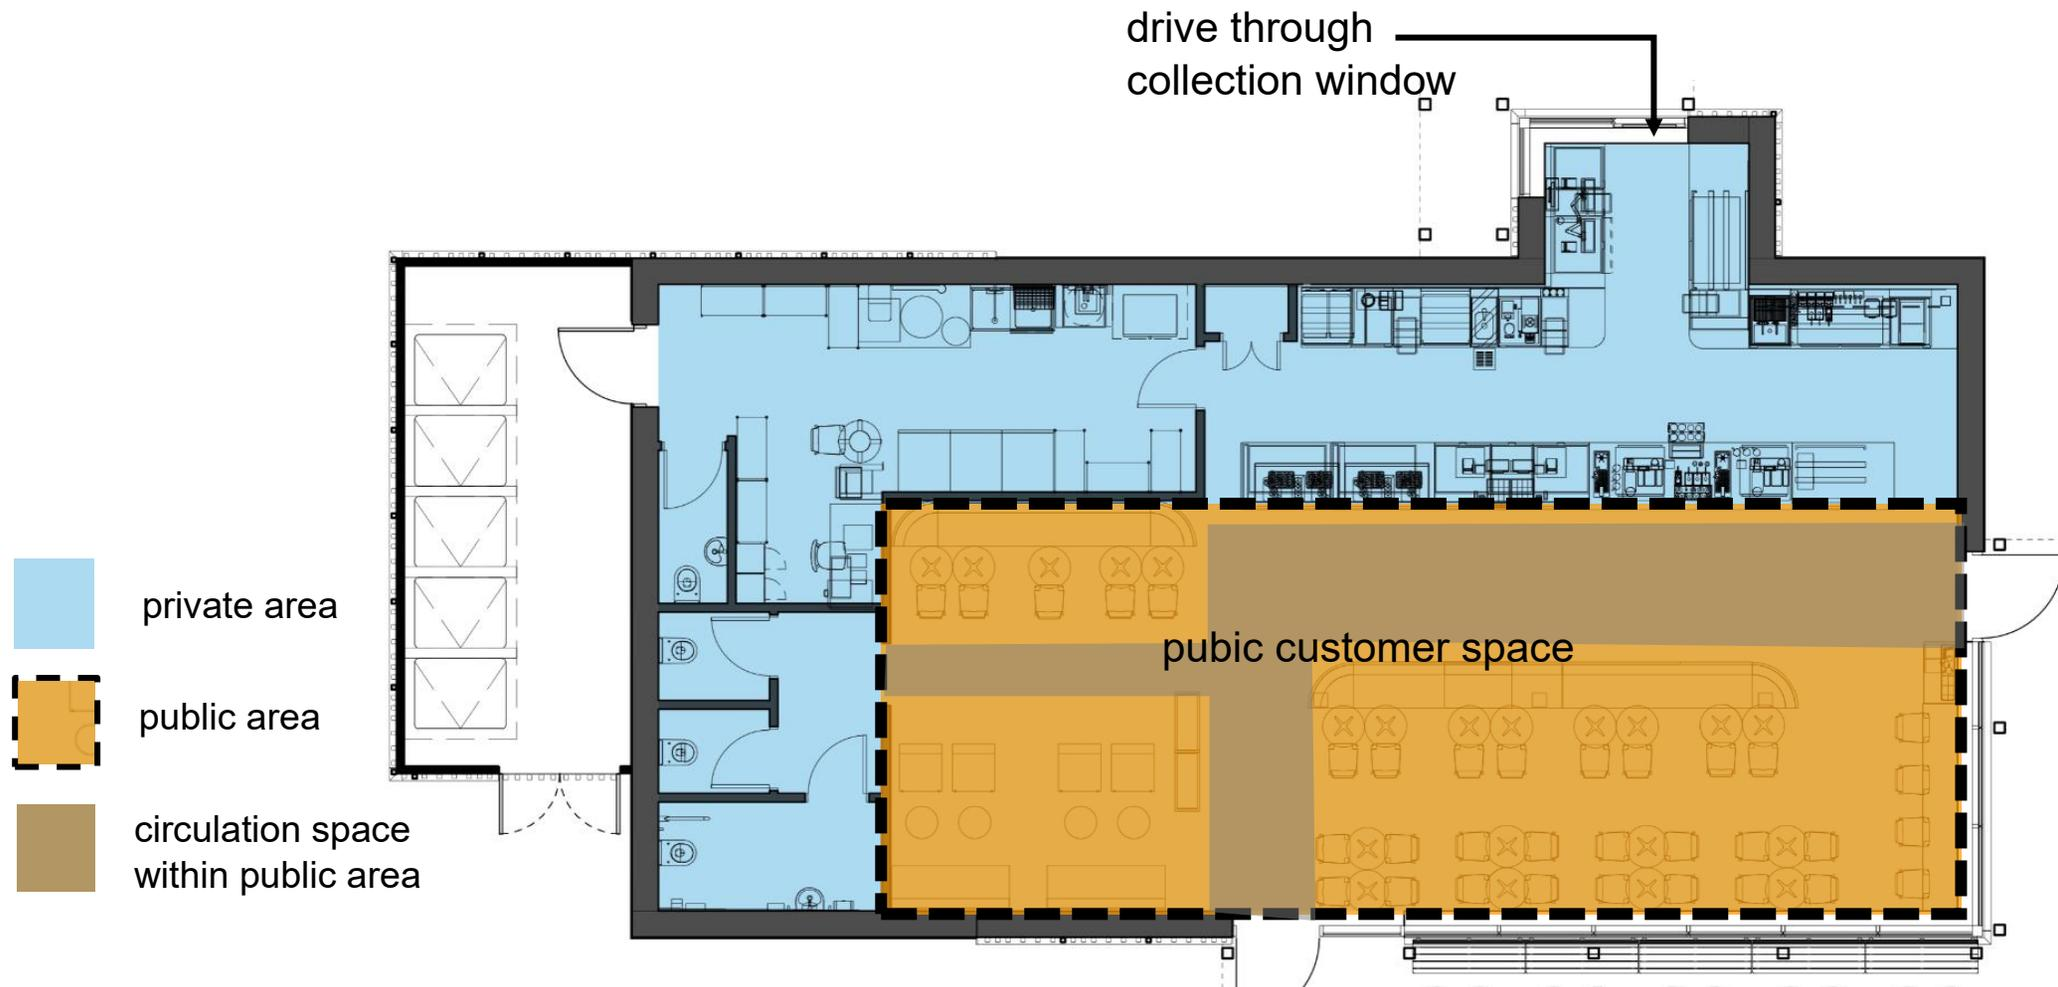 drive through
collection window
pubic customer space
private area
public area
circulation space
within public area